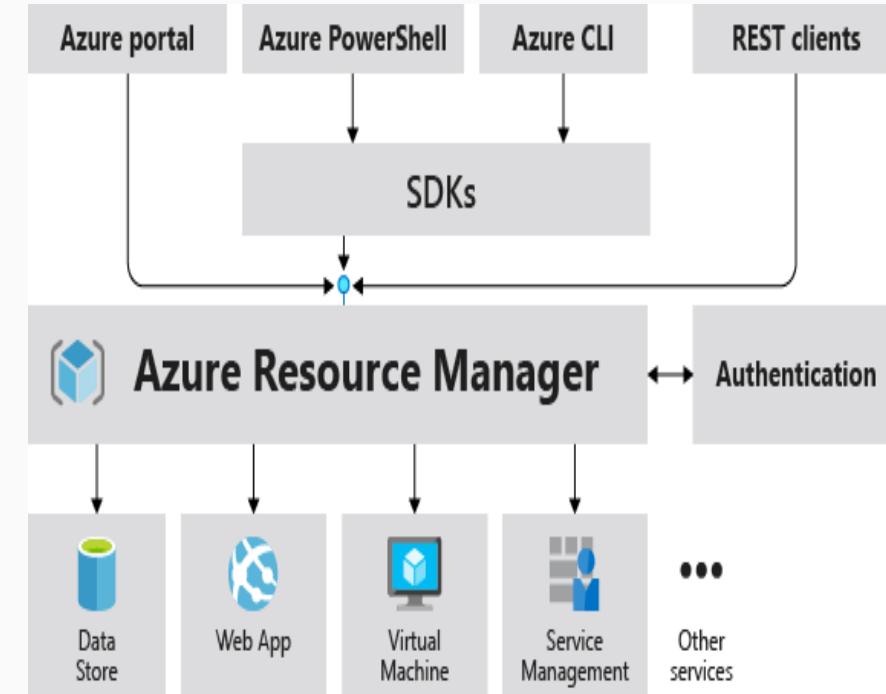 Azure portal
Azure PowerShell
Azure CLI
REST clients
SDKs
Azure Resource Manager
Authentication
Data
Store
Web App
Virtual
Machine
Service
Management
Other
services